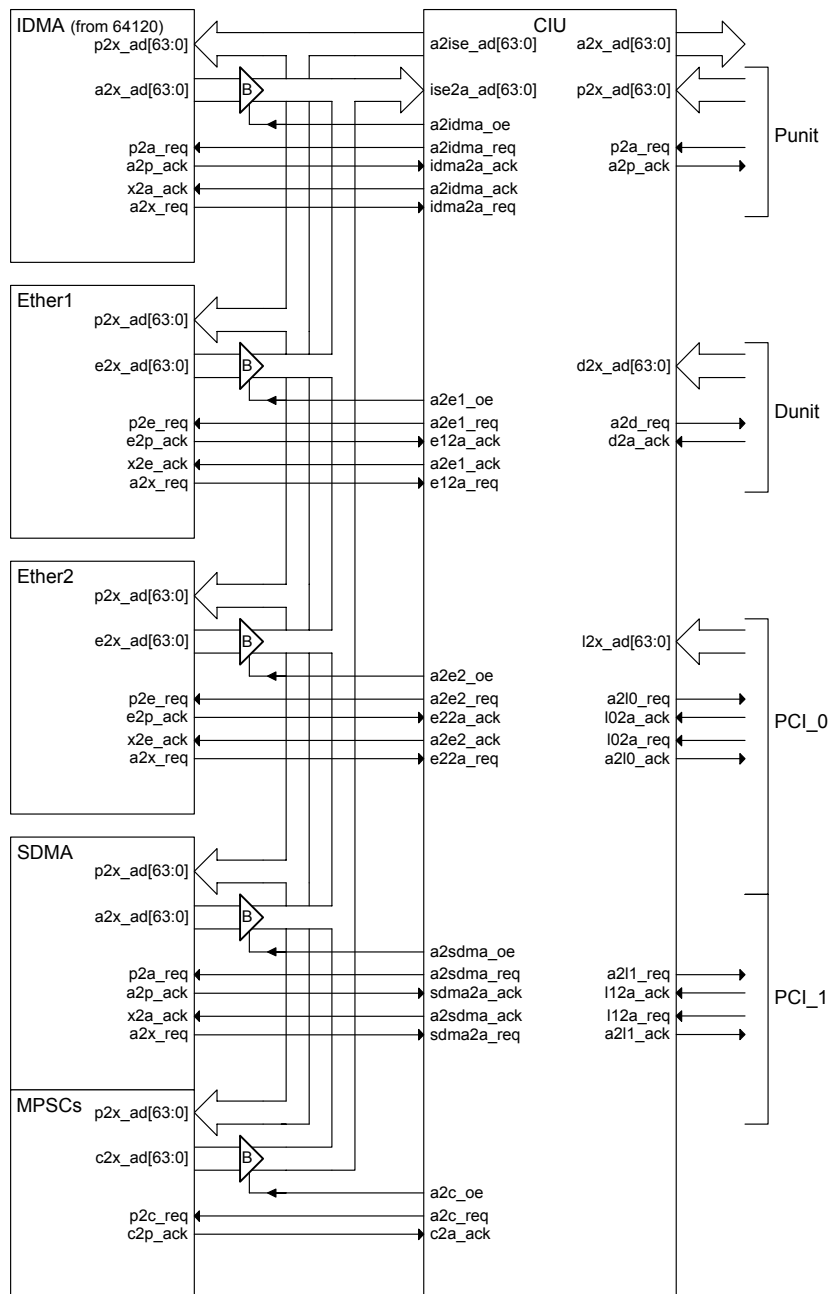 IDMA (from 64120)
p2x_ad[63:0]
a2x_ad[63:0]
B
p2a_req
a2p_ack
x2a_ack
a2x_req
Ether1
p2x_ad[63:0]
e2x_ad[63:0]
B
p2e_req
e2p_ack
x2e_ack
a2x_req
Ether2
p2x_ad[63:0]
e2x_ad[63:0]
B
p2e_req
e2p_ack
x2e_ack
a2x_req
SDMA
p2x_ad[63:0]
a2x_ad[63:0]
B
p2a_req
a2p_ack
x2a_ack
a2x_req
MPSCs
p2x_ad[63:0]
c2x_ad[63:0]
B
p2c_req
c2p_ack
CIU
a2ise_ad[63:0]
ise2a_ad[63:0]
a2idma_oe
a2idma_req
idma2a_ack
a2idma_ack
idma2a_req
a2e1_oe
a2e1_req
e12a_ack
a2e1_ack
e12a_req
a2e2_oe
a2e2_req
e22a_ack
a2e2_ack
e22a_req
a2sdma_oe
a2sdma_req
sdma2a_ack
a2sdma_ack
sdma2a_req
a2c_oe
a2c_req
c2a_ack
a2x_ad[63:0]
p2x_ad[63:0]
p2a_req
a2p_ack
Punit
d2x_ad[63:0]
a2d_req
d2a_ack
Dunit
l2x_ad[63:0]
a2l0_req
l02a_ack
l02a_req
a2l0_ack
PCI_0
a2l1_req
l12a_ack
l12a_req
a2l1_ack
PCI_1